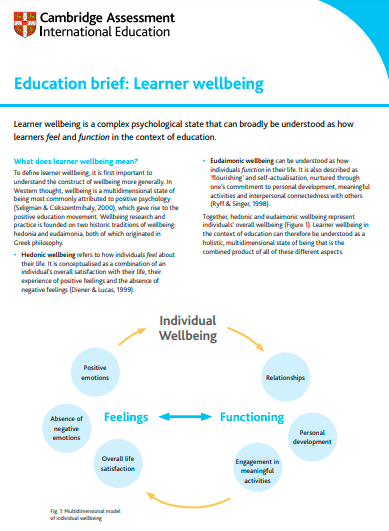 Cambridge Assessment
International Education
Education brief: Learner wellbeing
Learner wellbeing is a complex psychological state that can broadly be understood as how
learners feel and function in the context of education.
What does learner wellbeing mean?
To define learner wellbeing, it is first important to
understand the construct of wellbeing more generally. In
Western thought, wellbeing is a multidimensional state of
being most commonly attributed to positive psychology
(Seligman & Csikszentmihaly, 2000), which gave rise to the
positive education movement. Wellbeing research and
practice is founded on two historic traditions of wellbeing:
hedonia and eudaimonia, both of which originated in
Greek philosophy.
• Hedonic wellbeing refers to how individuals feel about
their life. It is conceptualised as a combination of an
individual's overall satisfaction with their life, their
experience of positive feelings and the absence of
negative feelings (Diener & Lucas, 1999).
• Eudaimonic wellbeing can be understood as how
individuals function in their life. It is also described as
'flourishing' and self-actualisation, nurtured through
one's commitment to personal development, meaningful
activities and interpersonal connectedness with others
(Ryff & Singer, 1998).
Together, hedonic and eudaimonic wellbeing represent
individuals' overall wellbeing (Figure 1). Learner wellbeing in
the context of education can therefore be understood as a
holistic, multidimensional state of being that is the
combined product of all of these different aspects.
Individual
Wellbeing
Positive
emotions
Relationships
Absence of
negative
emotions
Feelings
Functioning
Personal
development
Overall life
satisfaction
Engagement in
meaningful
activities
Fig. 1: Multidimensional model
of individual wellbeing